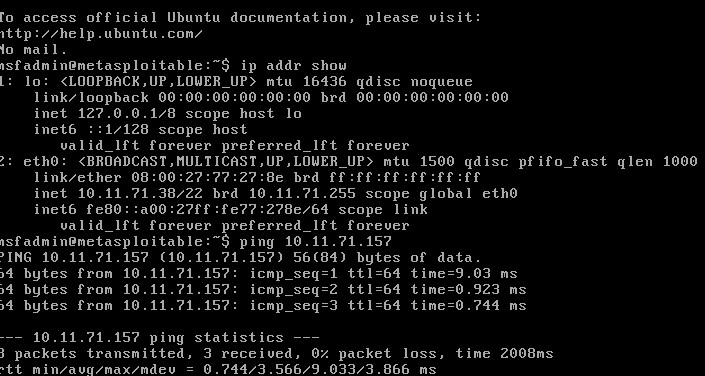 To access official Ubuntu documentation, please visit:
http://help.ubuntu.com/
No mail.
msfadmin@metasploitable:~$ ip addr show
1: lo: <LOOPBACK,UP,LOWER_UP> mtu 16436 qdisc noqueue
    link/loopback 00:00:00:00:00:00 brd 00:00:00:00:00:00
    inet 127.0.0.1/8 scope host lo
    inet6 ::1/128 scope host
       valid_lft forever preferred_lft forever
2: eth0: <BROADCAST,MULTICAST,UP,LOWER_UP> mtu 1500 qdisc pfifo_fast qlen 1000
    link/ether 08:00:27:77:27:8e brd ff:ff:ff:ff:ff:ff
    inet 10.11.71.38/22 brd 10.11.71.255 scope global eth0
    inet6 fe80::a00:27ff:fe77:278e/64 scope link
       valid_lft forever preferred_lft forever
msfadmin@metasploitable:~$ ping 10.11.71.157
PING 10.11.71.157 (10.11.71.157) 56(84) bytes of data.
64 bytes from 10.11.71.157: icmp_seq=1 ttl=64 time=9.03 ms
64 bytes from 10.11.71.157: icmp_seq=2 ttl=64 time=0.923 ms
64 bytes from 10.11.71.157: icmp_seq=3 ttl=64 time=0.744 ms
--- 10.11.71.157 ping statistics ---
3 packets transmitted, 3 received, 0% packet loss, time 2008ms
rtt min/avg/max/mdev = 0.744/3.566/9.033/3.866 ms